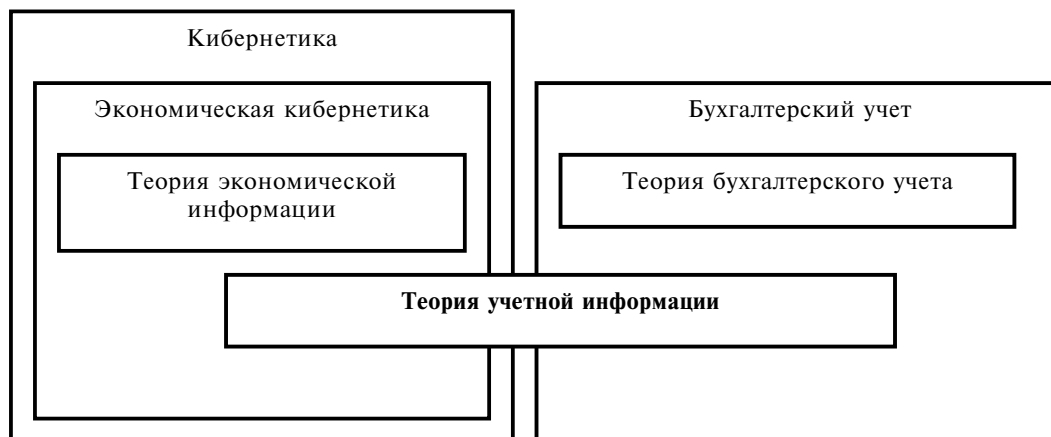 Кибернетика
Экономическая кибернетика
Теория экономической
информации
Бухгалтерский учет
Теория бухгалтерского учета
Теория учетной информации